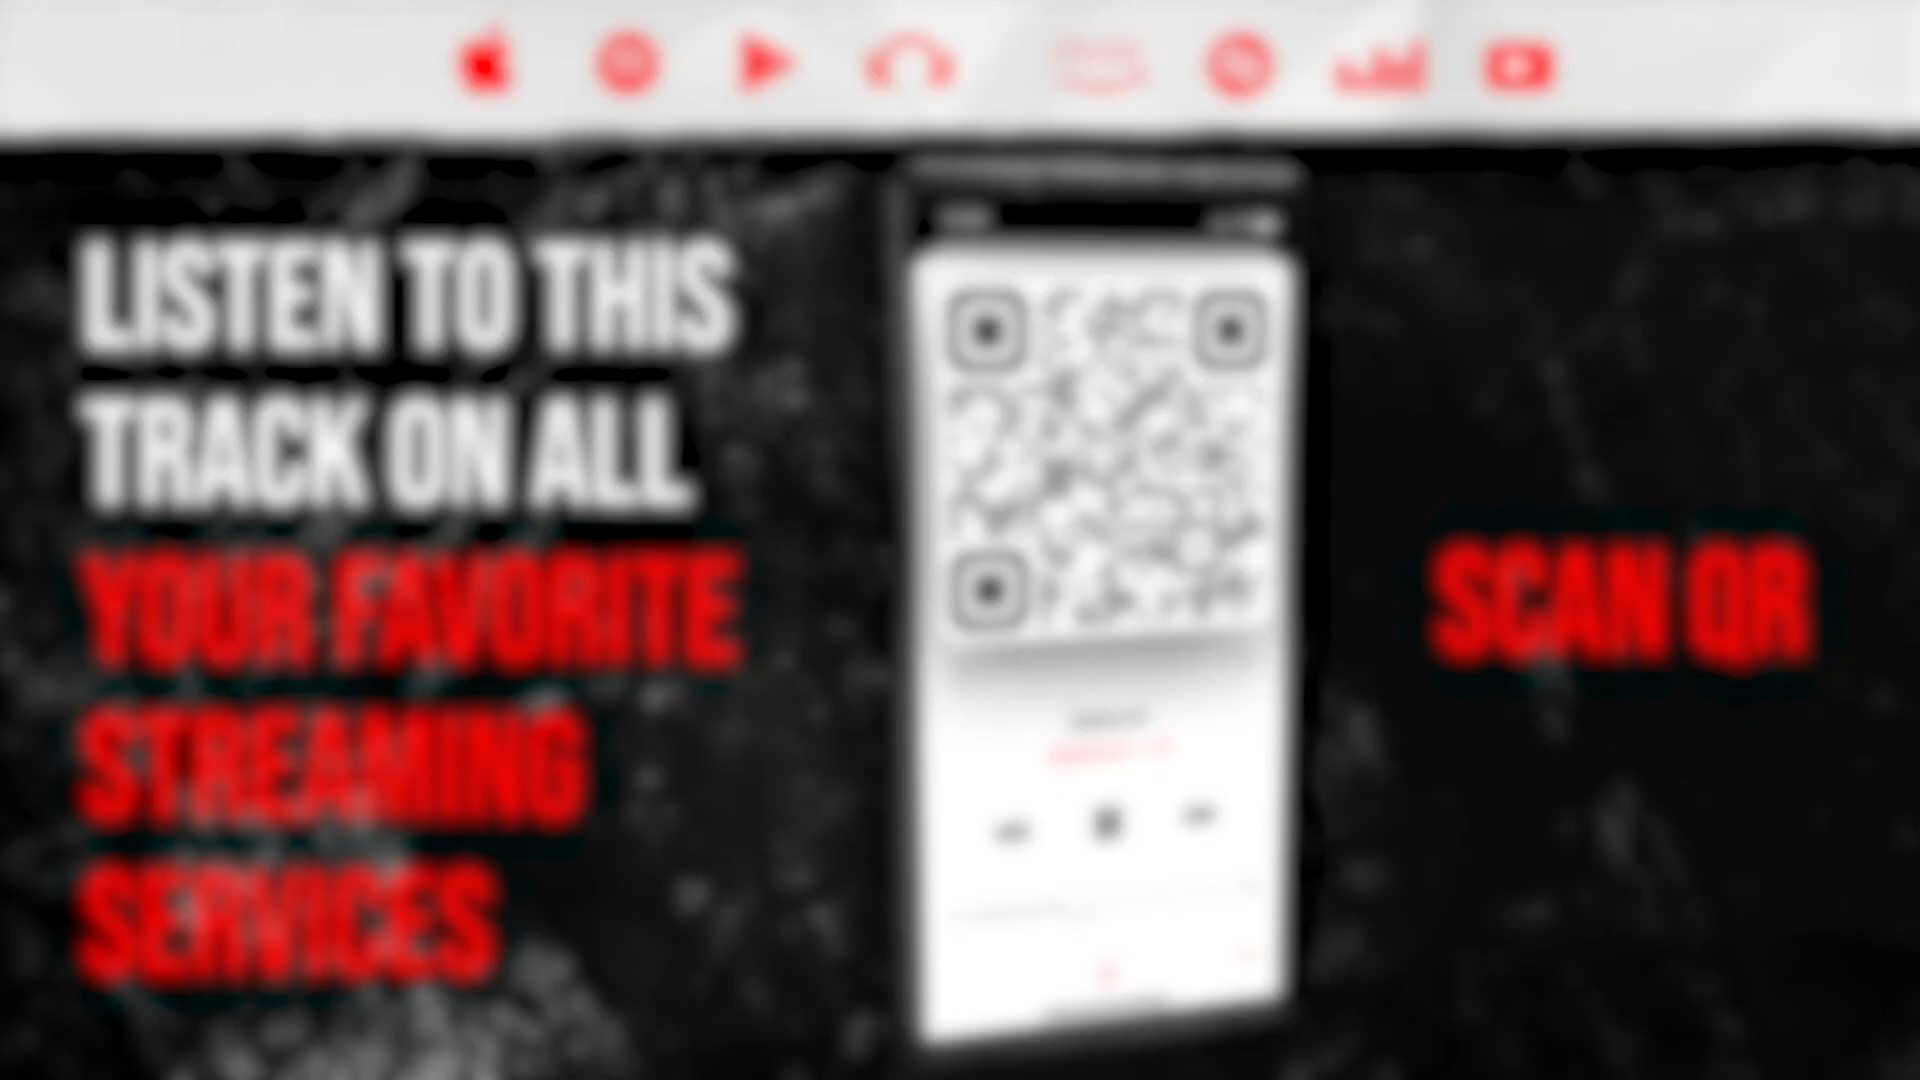 LISTEN TO THIS
TRACK ON ALL
YOUR FAVORITE
STREAMING
SERVICES
SCAN QR